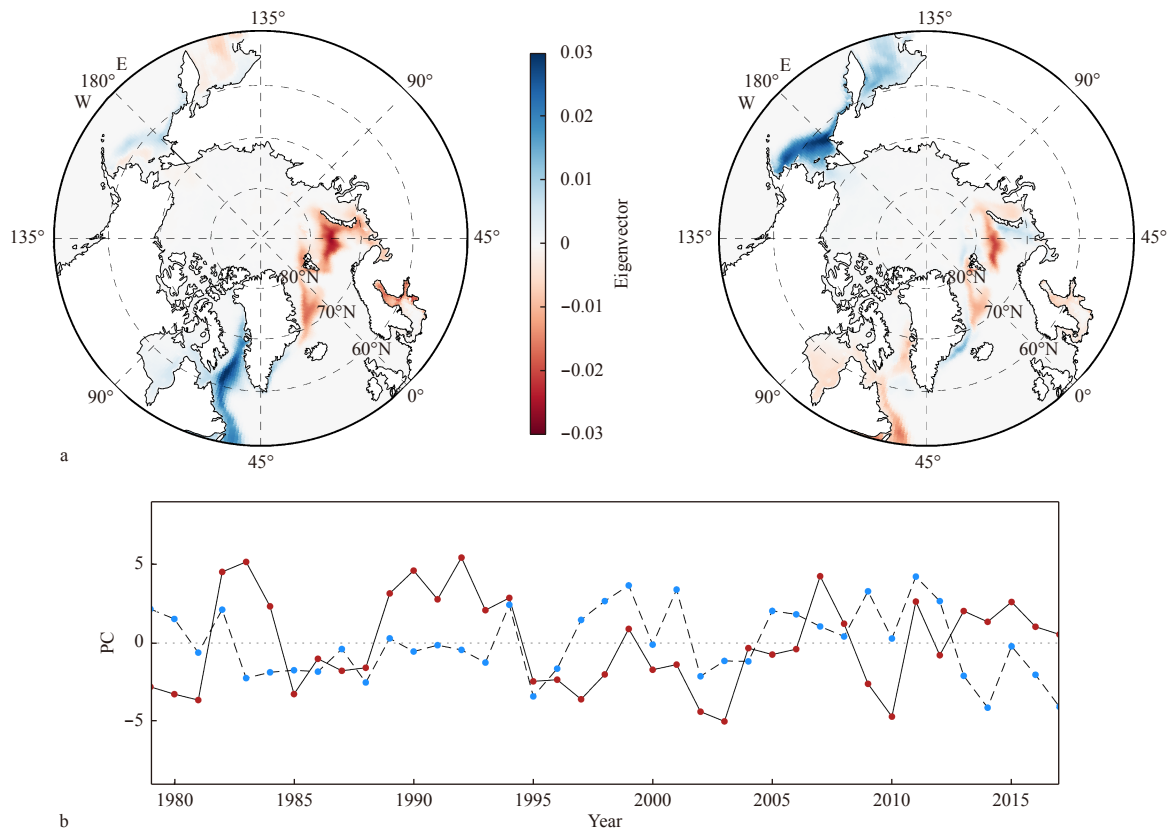 135°
135°
E
180°
W
90°
E
180°
W
90°
0.03
0.02
0.01
0
−0.01
−0.02
−0.03
Eigenvector
135°
45°
135°
45°
80°N
70°N
60°N
80°N
70°N
60°N
90°
0°
90°
0°
a
45°
45°
PC
5
0
−5
1980
1985
1990
1995
2000
2005
2010
2015
b
Year